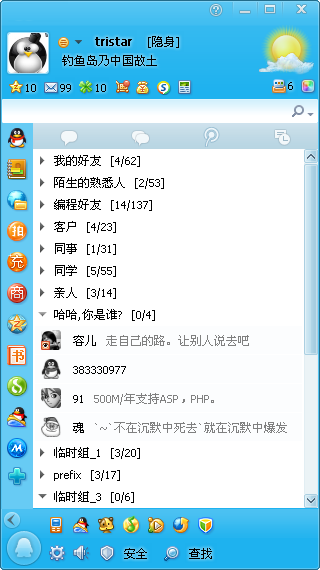 tristar [隐身]
钓鱼岛乃中国故土
10 99 10 6
我的好友 [4/62]
陌生的熟悉人 [2/53]
编程好友 [14/137]
客户 [4/23]
同事 [1/31]
同学 [5/55]
亲人 [3/14]
哈哈,你是谁? [0/4]
容儿 走自己的路。让别人说去吧
383330977
91 500M/年支持ASP，PHP。
魂 `~`不在沉默中死去`就在沉默中爆发
临时组_1 [3/20]
prefix [3/17]
临时组_3 [0/6]
拍
充
商
书
安全 查找